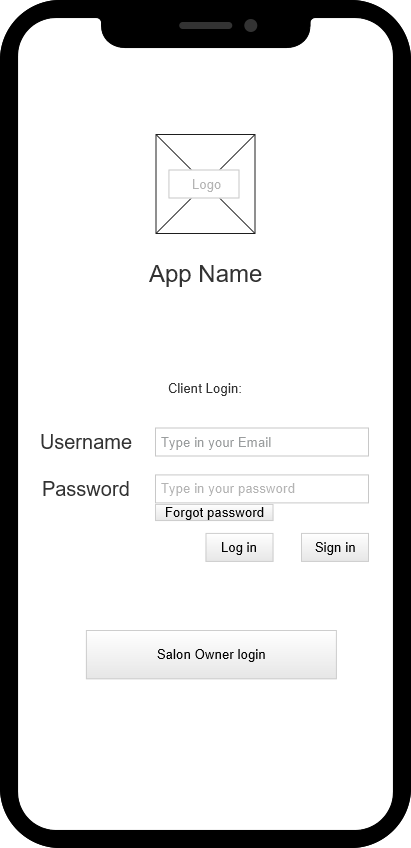 Logo
App Name
Client Login:
Username Type in your Email
Password Type in your password
Forgot password
Log in Sign in
Salon Owner login